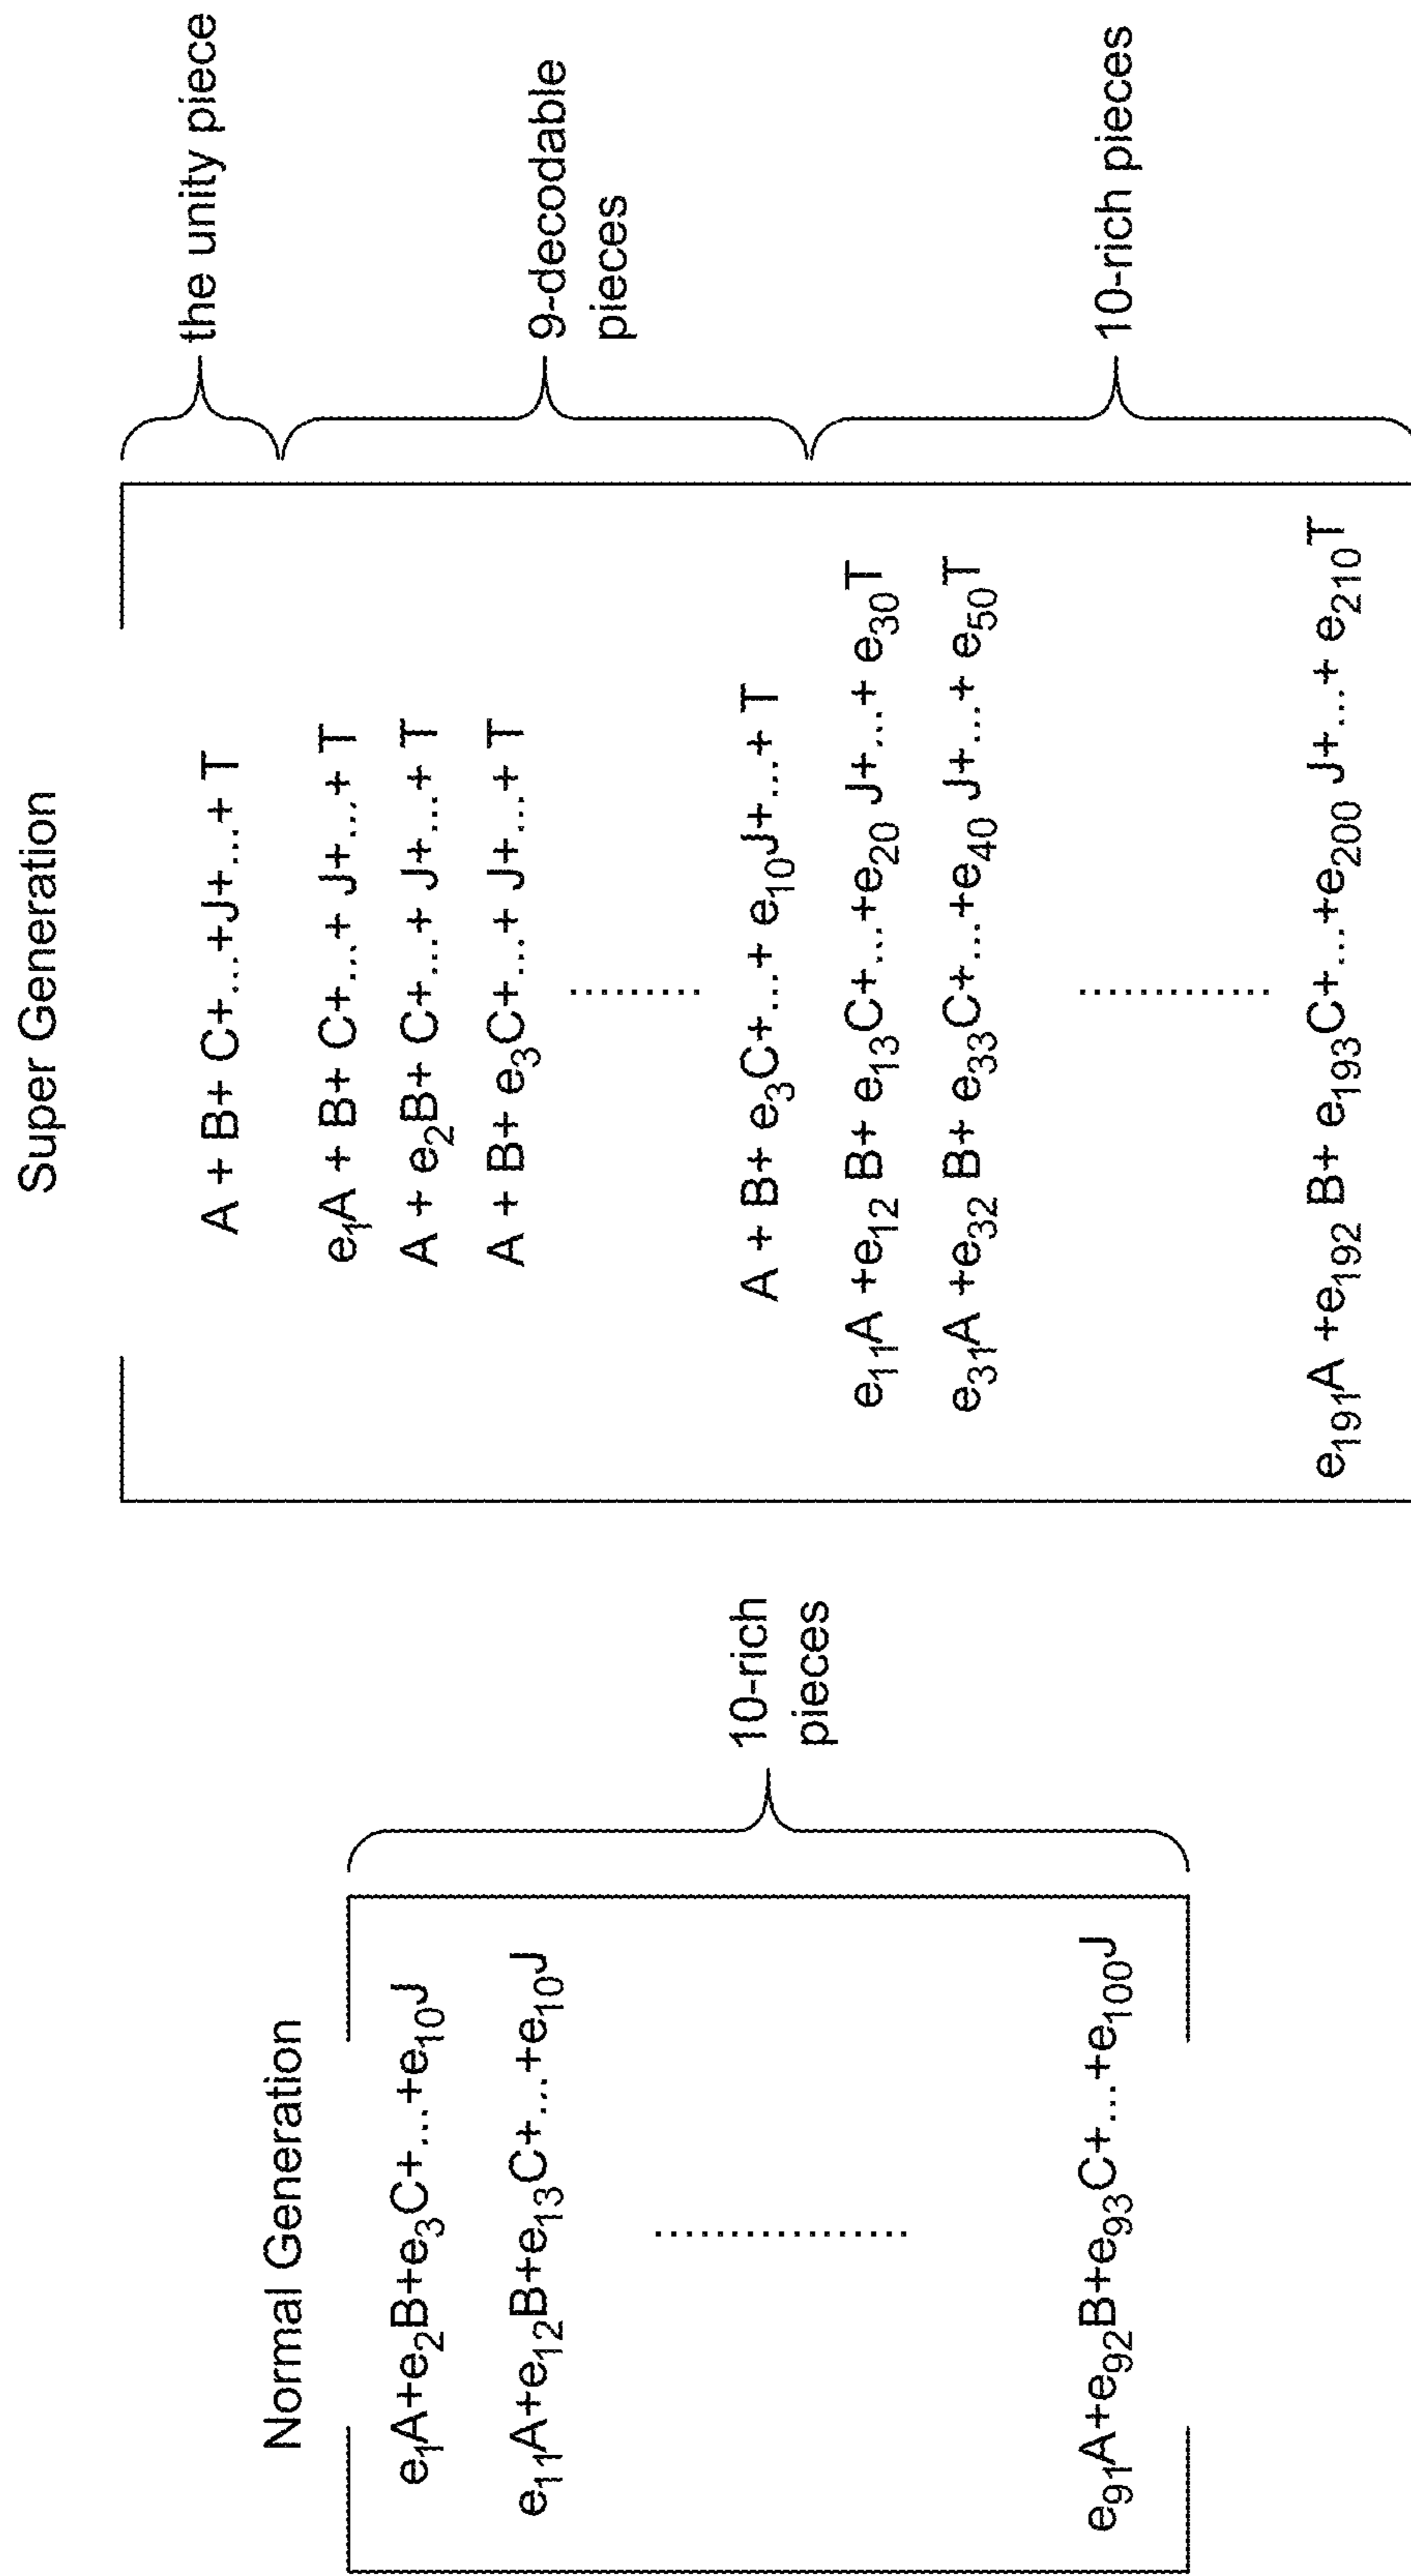 Normal Generation
e₁A+e₂B+e₃C+...+e₁₀J
e₁₁A+e₁₂B+e₁₃C+...+e₁₀J
...............
e₉₁A+e₉₂B+e₉₃C+...+e₁₀₀J
10-rich
pieces
Super Generation
A + B+ C+...+J+...+ T
e₁A + B+ C+...+ J+...+ T
A + e₂B+ C+...+ J+...+ T
A + B+ e₃C+...+ J+...+ T
..........
A + B+ e₃C+...+ e₁₀J+...+ T
e₁₁A +e₁₂ B+ e₁₃C+...+e₂₀ J+...+ e₃₀T
e₃₁A +e₃₂ B+ e₃₃C+...+e₄₀ J+...+ e₅₀T
.............
e₁₉₁A +e₁₉₂ B+ e₁₉₃C+...+e₂₀₀ J+...+ e₂₁₀T
the unity piece
9-decodable
pieces
10-rich pieces